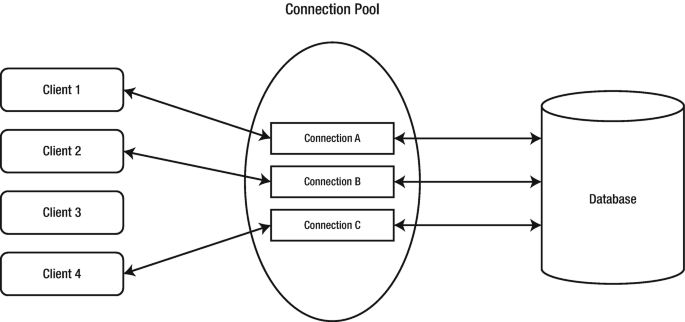 Connection Pool
Client 1
Client 2
Client 3
Client 4
Connection A
Connection B
Connection C
Database